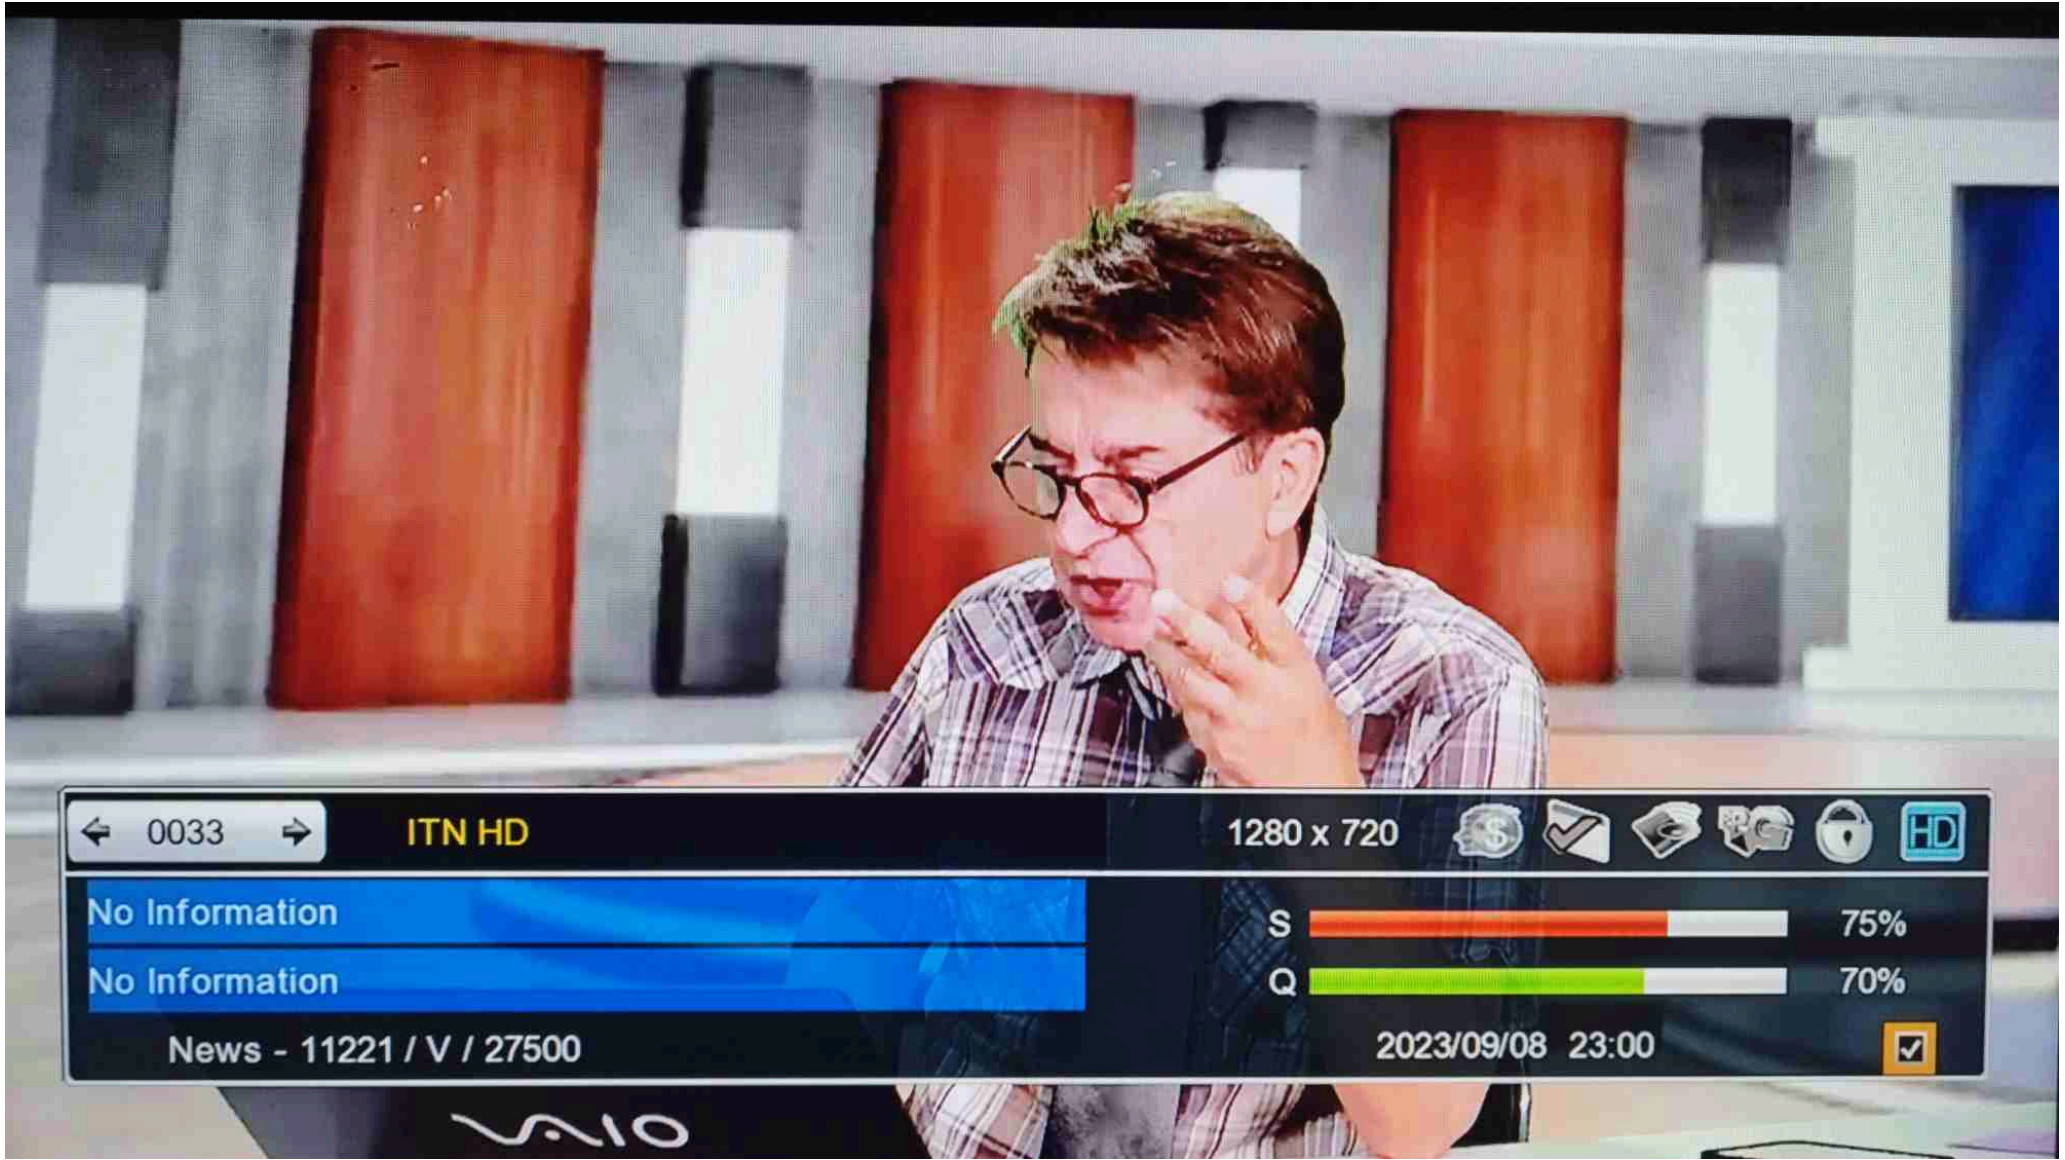 0033 ITN HD 1280 x 720 $ HD
No Information S 75%
No Information Q 70%
News - 11221 / V / 27500 2023/09/08 23:00
VAIO